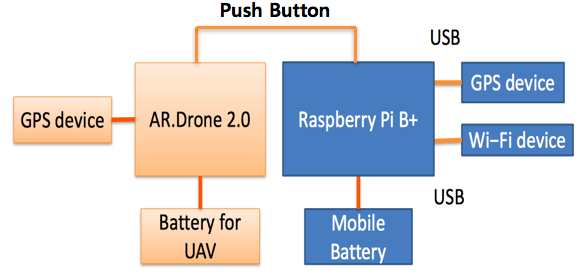 Push Button
USB
GPS device
AR.Drone 2.0
Raspberry Pi B+
GPS device
Wi-Fi device
USB
Battery for
UAV
Mobile
Battery